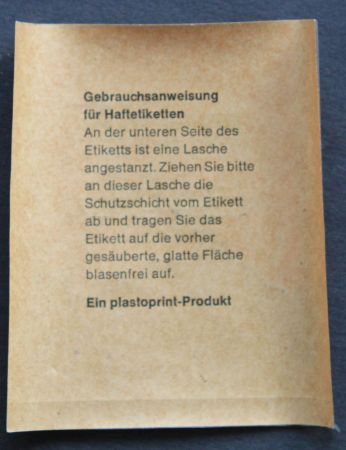 Gebrauchsanweisung
für Haftetiketten
An der unteren Seite des
Etiketts ist eine Lasche
angestanzt. Ziehen Sie bitte
an dieser Lasche die
Schutzschicht vom Etikett
ab und tragen Sie das
Etikett auf die vorher
gesäuberte, glatte Fläche
blasenfrei auf.
Ein plastoprint-Produkt